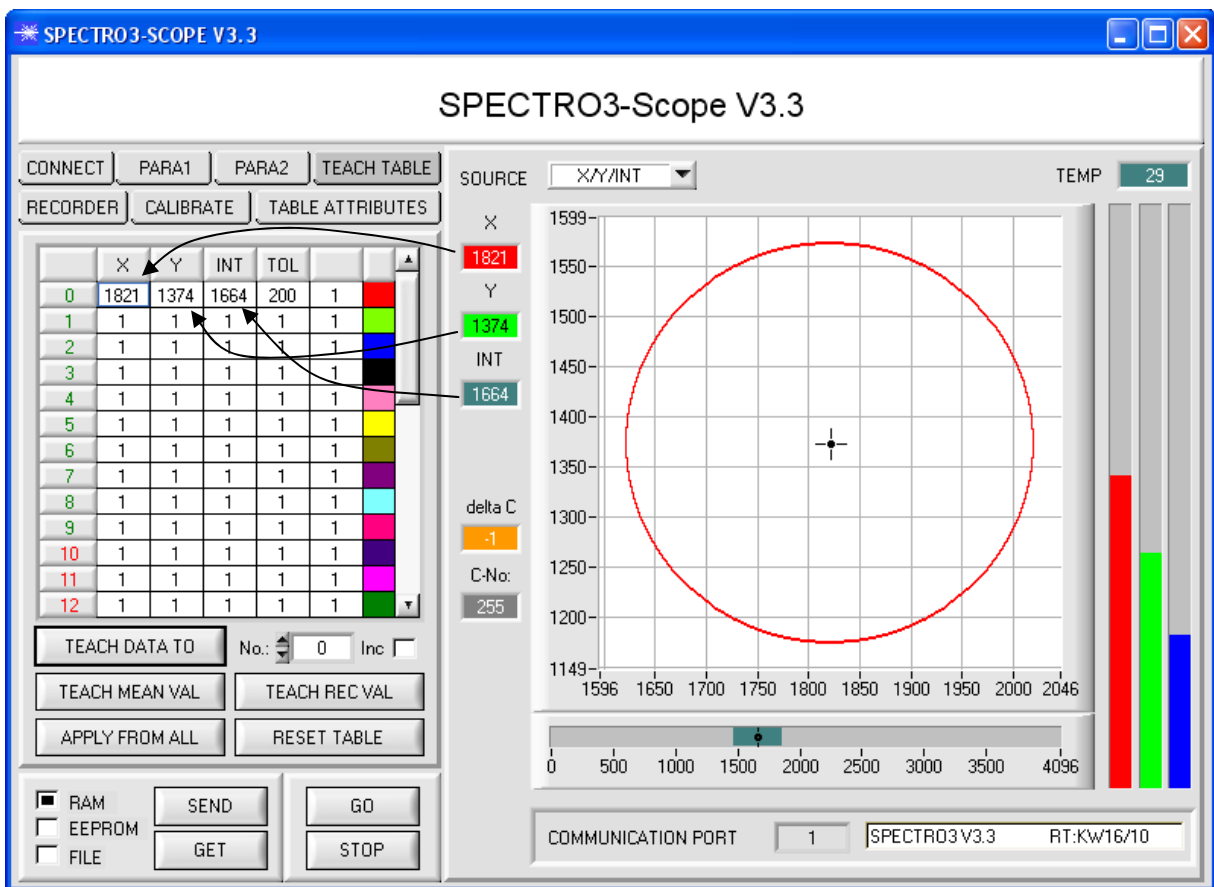 SPECTRO3-SCOPE V3.3
SPECTRO3-Scope V3.3
CONNECT PARA1 PARA2 TEACH TABLE
RECORDER CALIBRATE TABLE ATTRIBUTES
X Y INT TOL
0 1821 1374 1664 200 1
1 1 1 1 1 1
2 1 1 1 1 1
3 1 1 1 1 1
4 1 1 1 1 1
5 1 1 1 1 1
6 1 1 1 1 1
7 1 1 1 1 1
8 1 1 1 1 1
9 1 1 1 1 1
10 1 1 1 1 1
11 1 1 1 1 1
12 1 1 1 1 1
TEACH DATA TO No.: 0 Inc
TEACH MEAN VAL TEACH REC VAL
APPLY FROM ALL RESET TABLE
RAM
EEPROM
FILE
SEND
GET
GO
STOP
SOURCE X/Y/INT TEMP 29
X
1821
Y
1374
INT
1664
delta C
-1
C-No:
255
1599
1550
1500
1450
1400
1350
1300
1250
1200
1149
1596 1650 1700 1750 1800 1850 1900 1950 2000 2046
0 500 1000 1500 2000 2500 3000 3500 4096
COMMUNICATION PORT 1 SPECTRO3 V3.3 RT:KW16/10